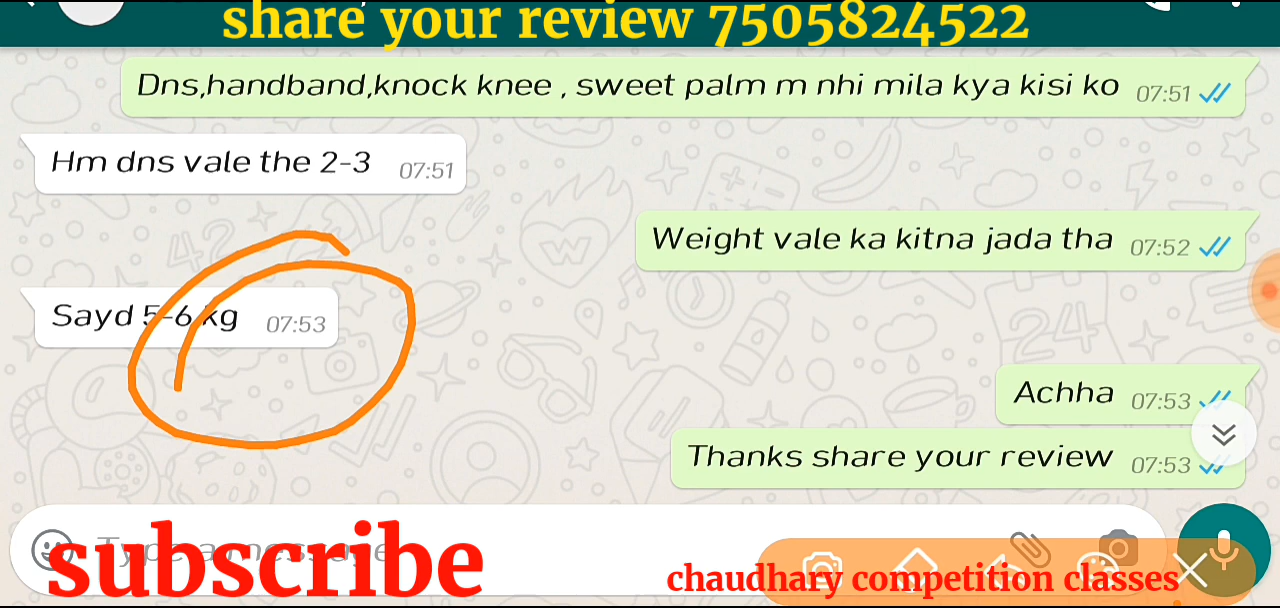 share your review 7505824522
Dns,handband,knock knee , sweet palm m nhi mila kya kisi ko 07:51
Hm dns vale the 2-3 07:51
Weight vale ka kitna jada tha 07:52
Sayd 5-6 kg 07:53
Achha 07:53
Thanks share your review 07:53
Type a message
subscribe
chaudhary competition classes